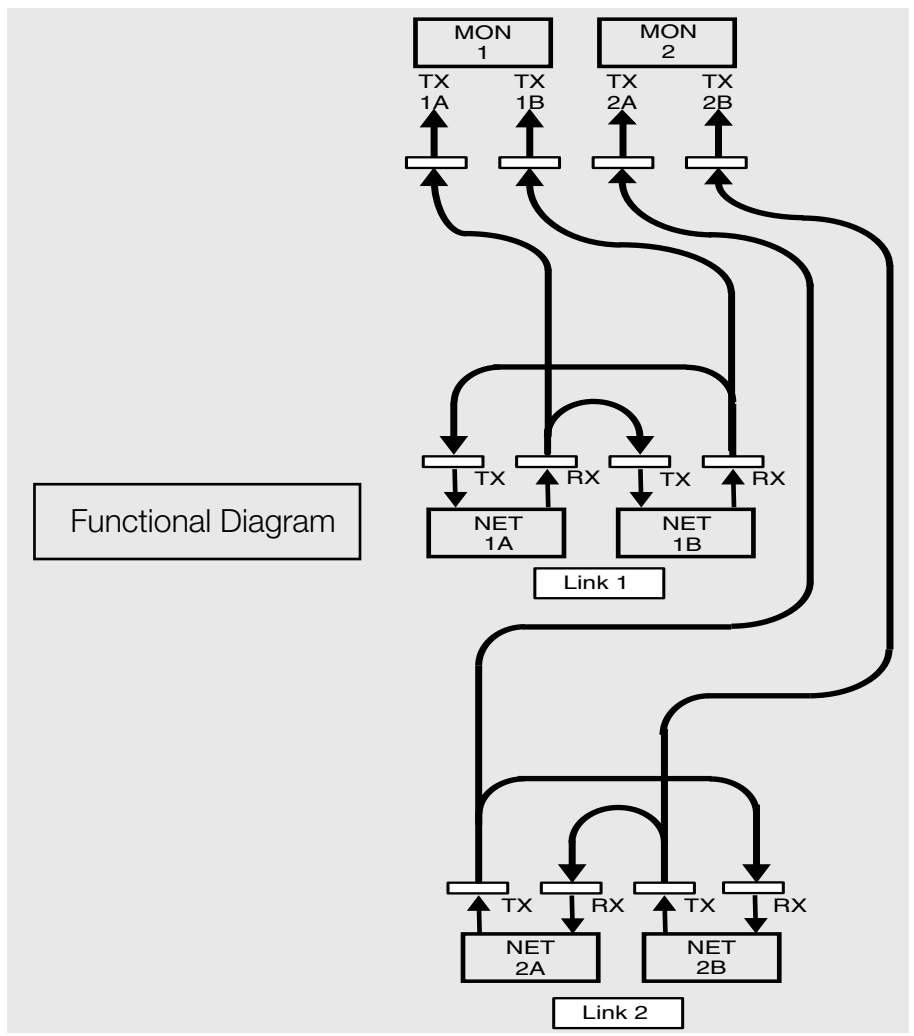 MON
1
MON
2
TX
1A
TX
1B
TX
2A
TX
2B
TX
RX
TX
RX
Functional Diagram
NET
1A
NET
1B
Link 1
TX
RX
TX
RX
NET
2A
NET
2B
Link 2